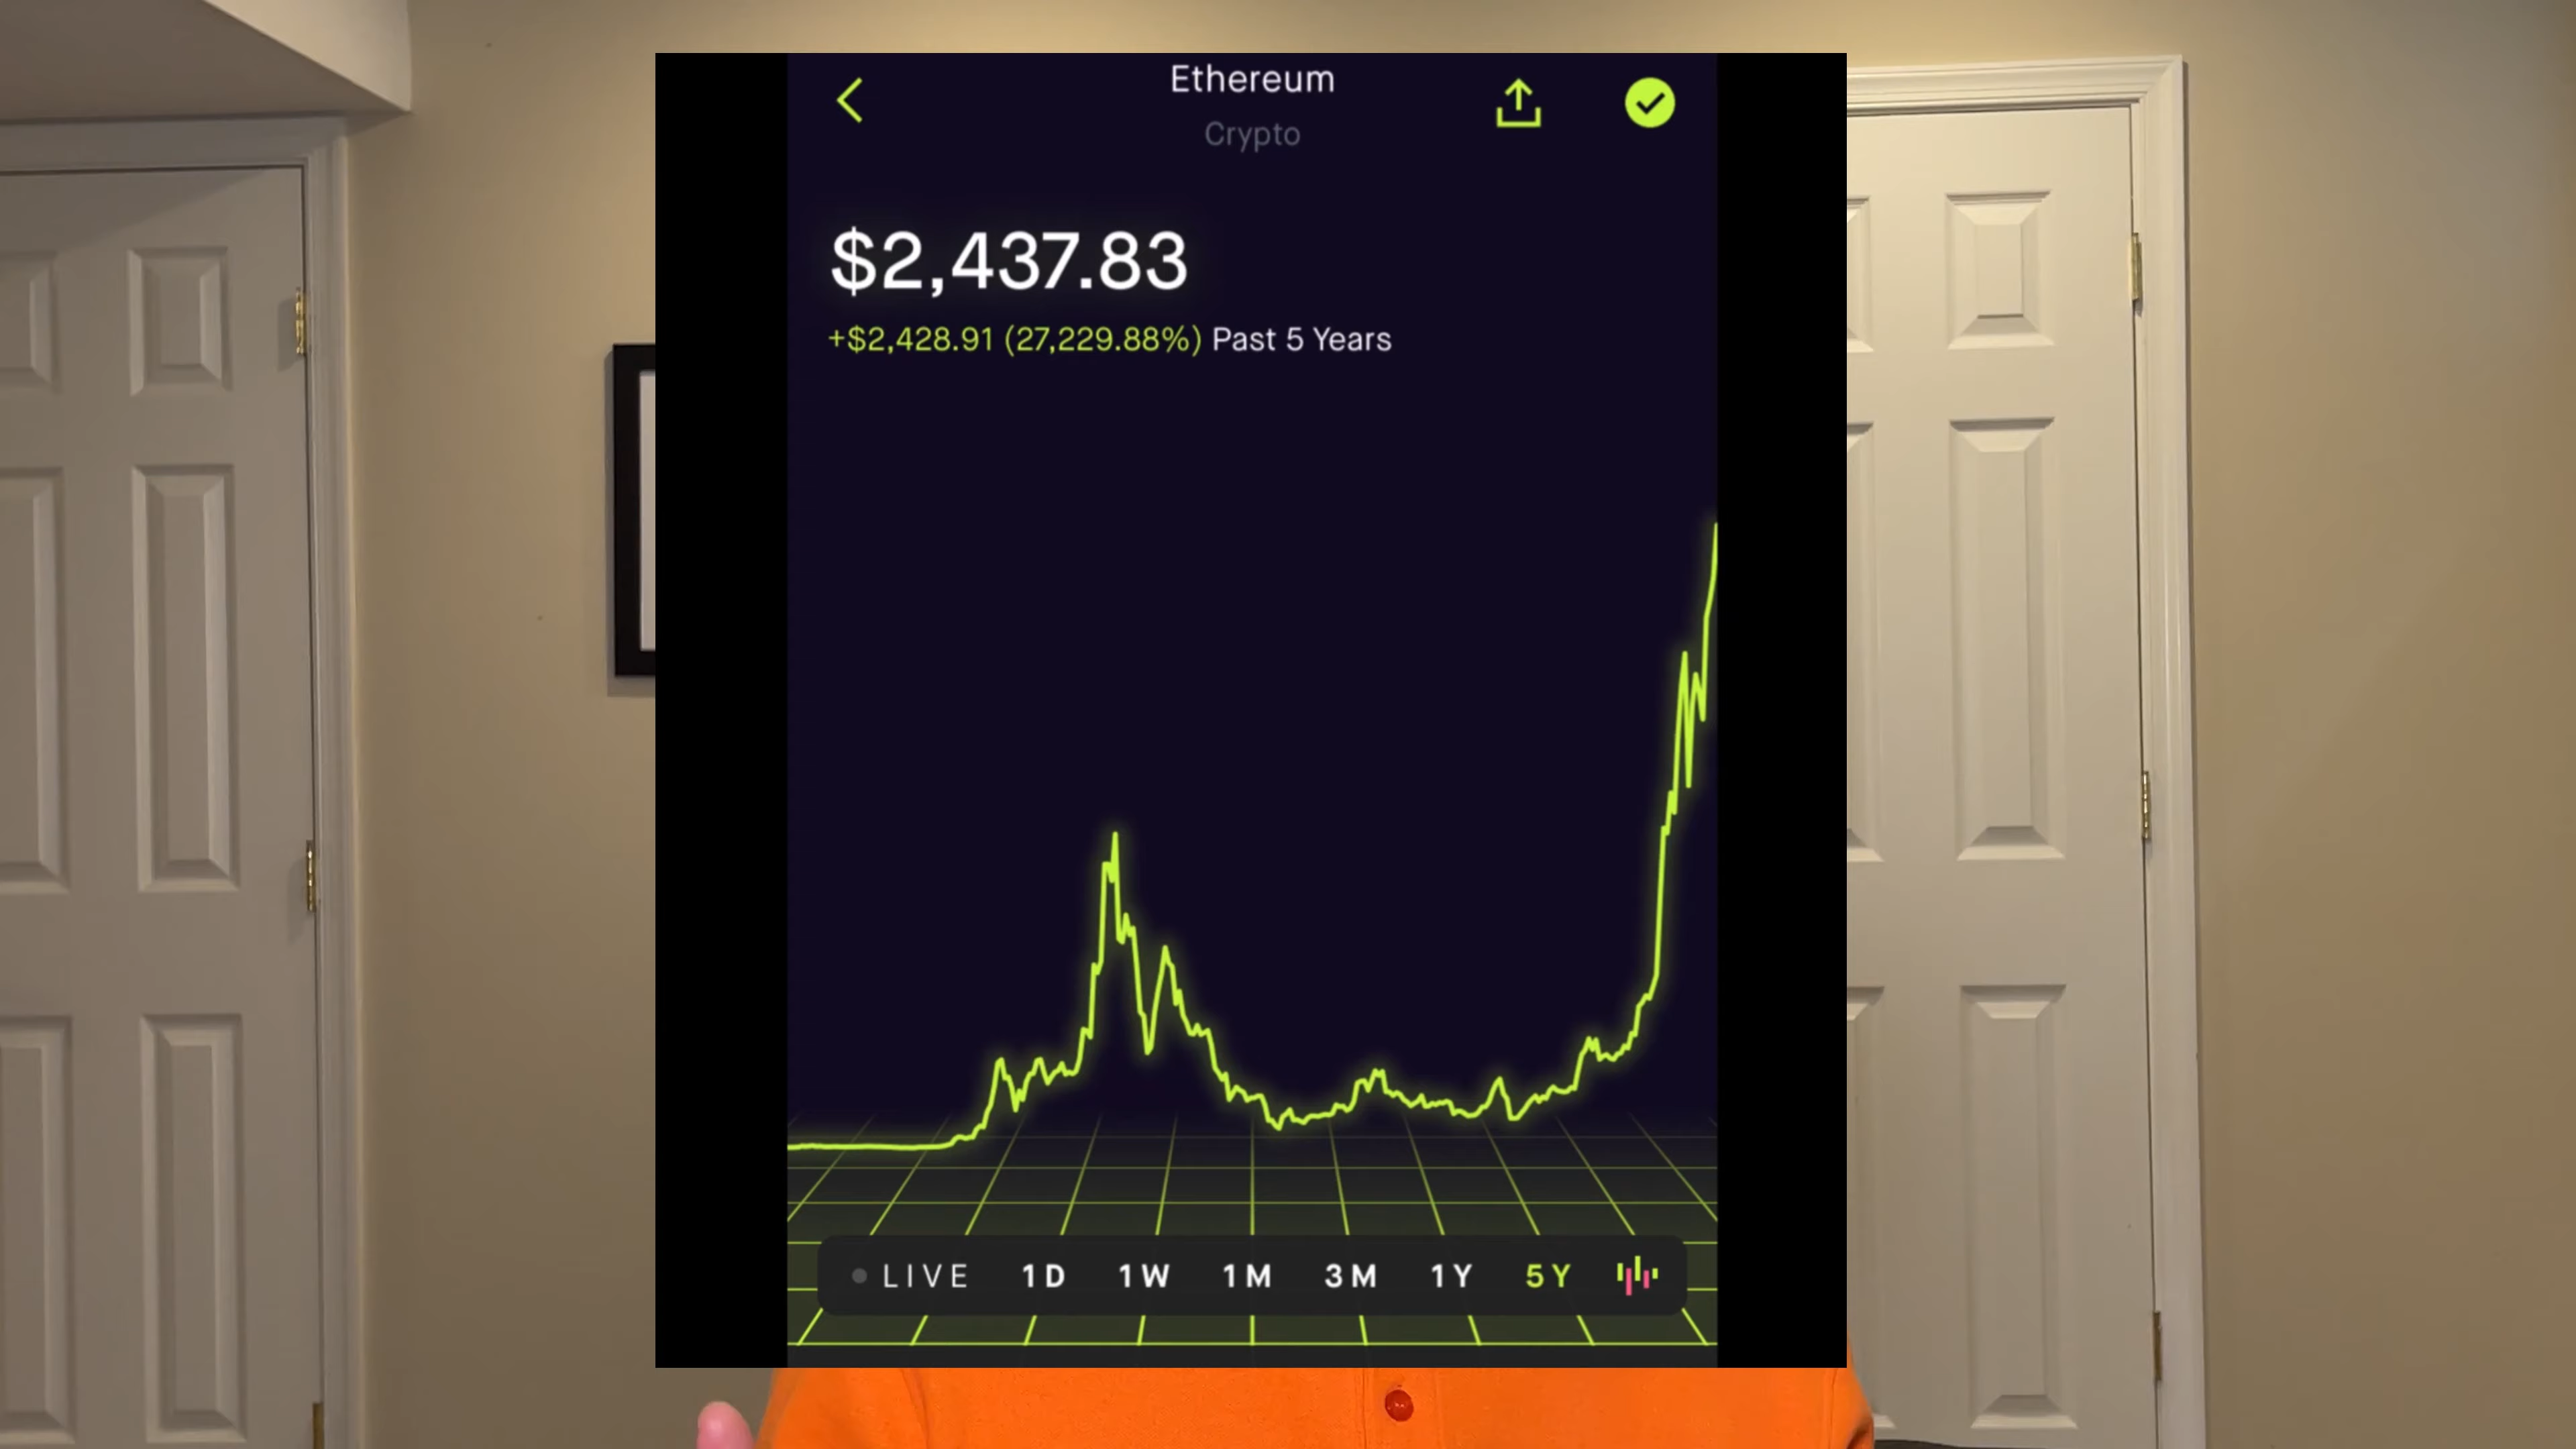 Ethereum
Crypto
$2,437.83
+$2,428.91 (27,229.88%) Past 5 Years
LIVE 1D 1W 1M 3M 1Y 5Y